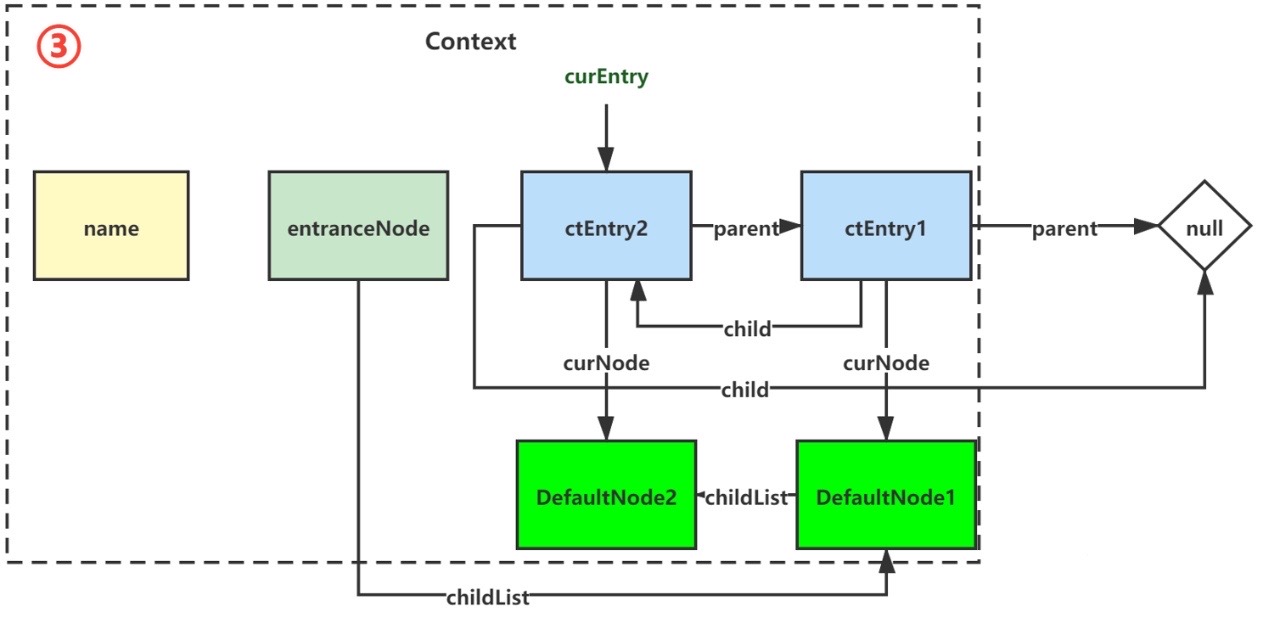 ③
Context
curEntry
name
entranceNode
ctEntry2
parent
ctEntry1
parent
null
child
curNode
curNode
child
DefaultNode2
childList
DefaultNode1
childList